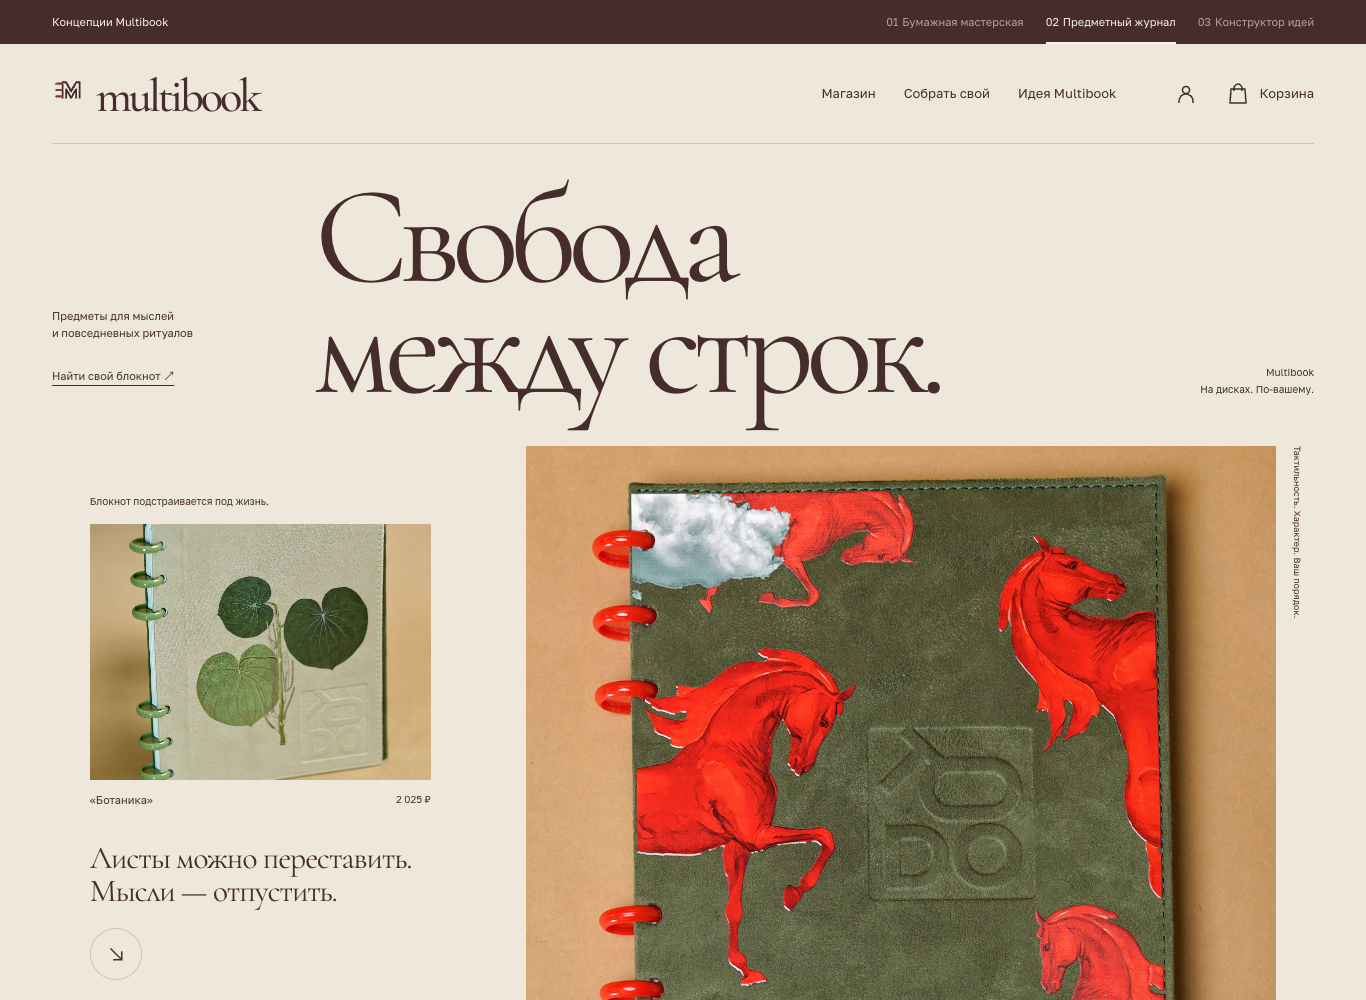 Концепции Multibook
01 Бумажная мастерская
02 Предметный журнал
03 Конструктор идей
multibook
Магазин
Собрать свой
Идея Multibook
Корзина
Свобода
между строк.
Предметы для мыслей
и повседневных ритуалов
Найти свой блокнот ↗
Multibook
На дисках. По-вашему.
Тактильность. Характер. Ваш порядок.
Блокнот подстраивается под жизнь.
«Ботаника»
2 025 ₽
Листы можно переставить.
Мысли — отпустить.